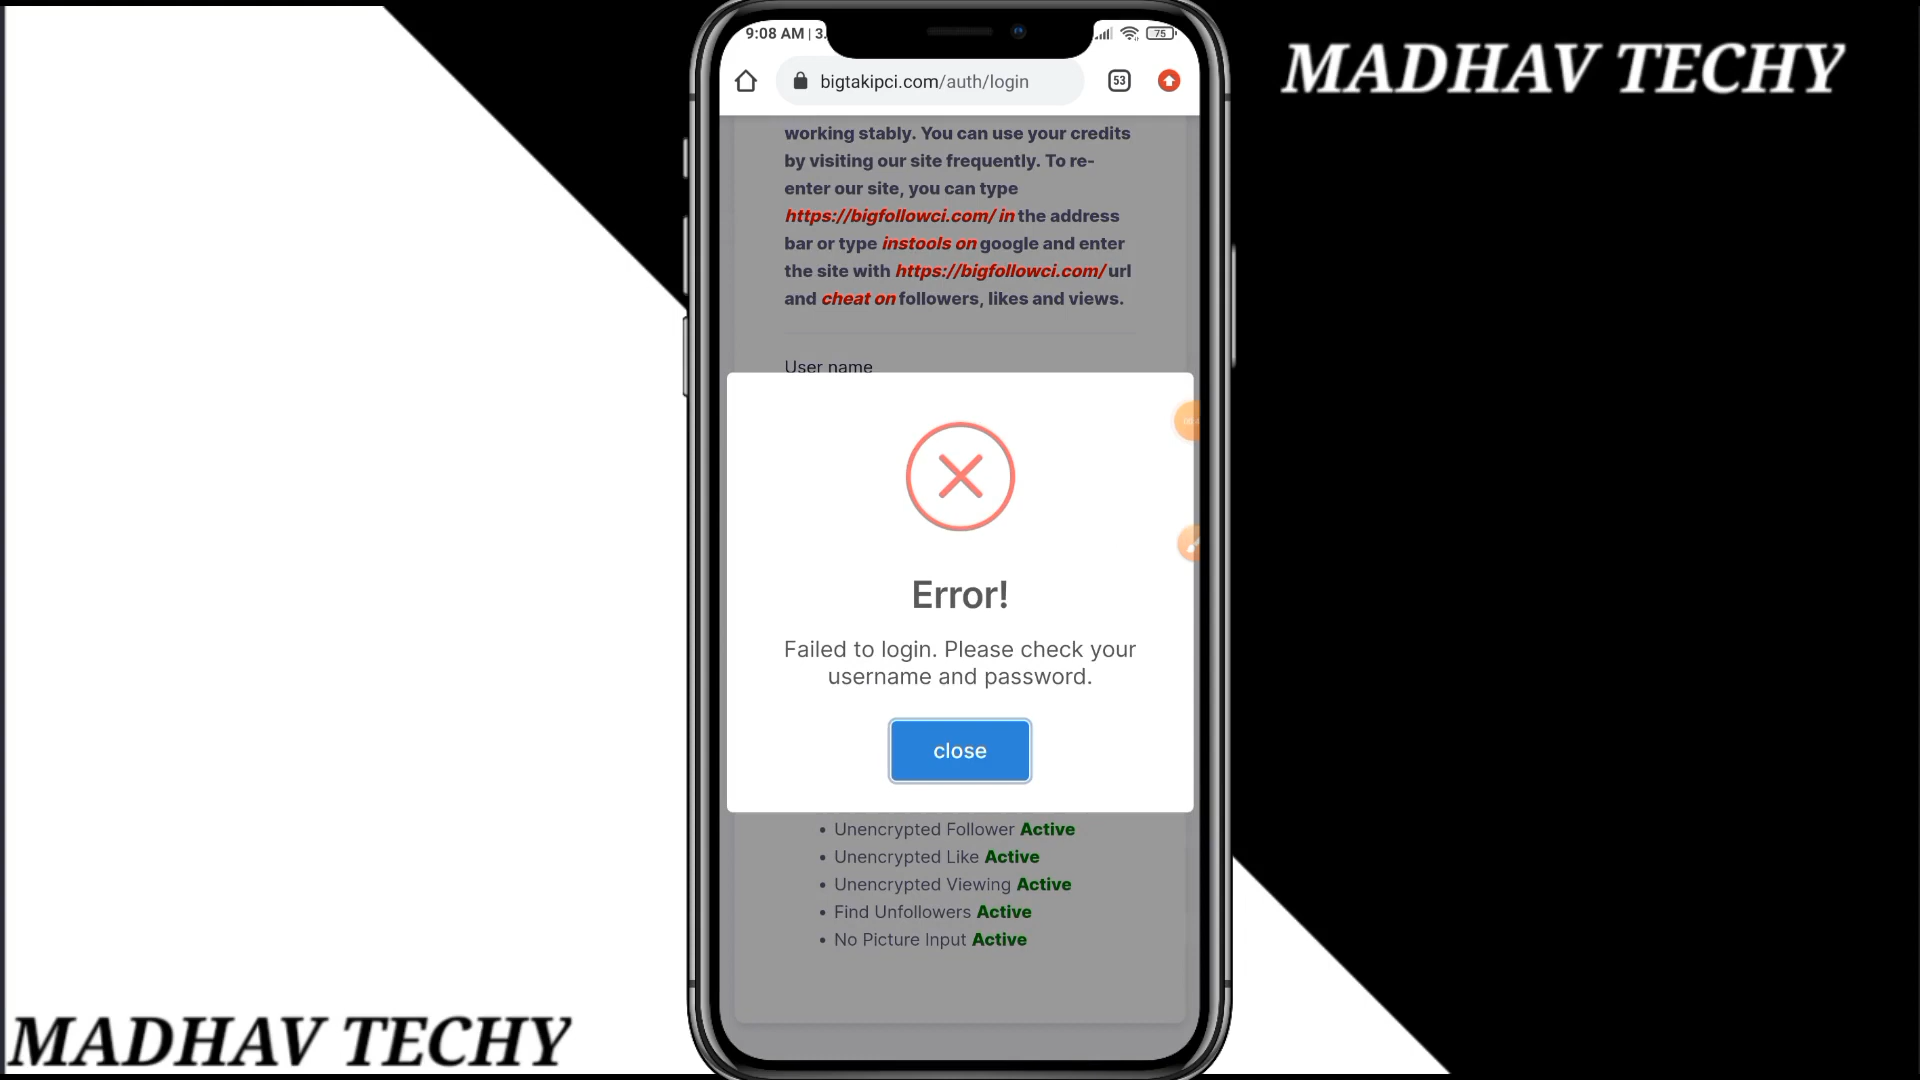 MADHAV TECHY
9:08 AM | 3.
75
bigtakipci.com/auth/login
53
working stably. You can use your credits
by visiting our site frequently. To re-
enter our site, you can type
https://bigfollowci.com/ in the address
bar or type instools on google and enter
the site with https://bigfollowci.com/ url
and cheat on followers, likes and views.
User name
Error!
Failed to login. Please check your
username and password.
close
• Unencrypted Follower Active
• Unencrypted Like Active
• Unencrypted Viewing Active
• Find Unfollowers Active
• No Picture Input Active
MADHAV TECHY